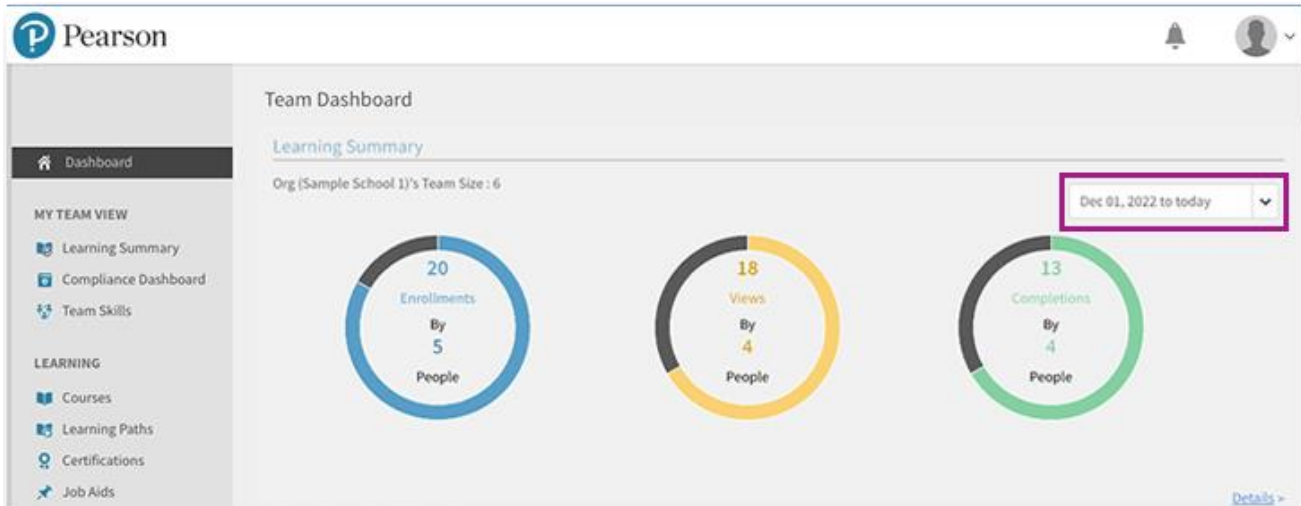 Pearson
Team Dashboard
Learning Summary
Org (Sample School 1)'s Team Size : 6
Dec 01, 2022 to today
Dashboard
MY TEAM VIEW
Learning Summary
Compliance Dashboard
Team Skills
LEARNING
Courses
Learning Paths
Certifications
Job Aids
20
Enrollments
By
5
People
18
Views
By
4
People
13
Completions
By
4
People
Details >